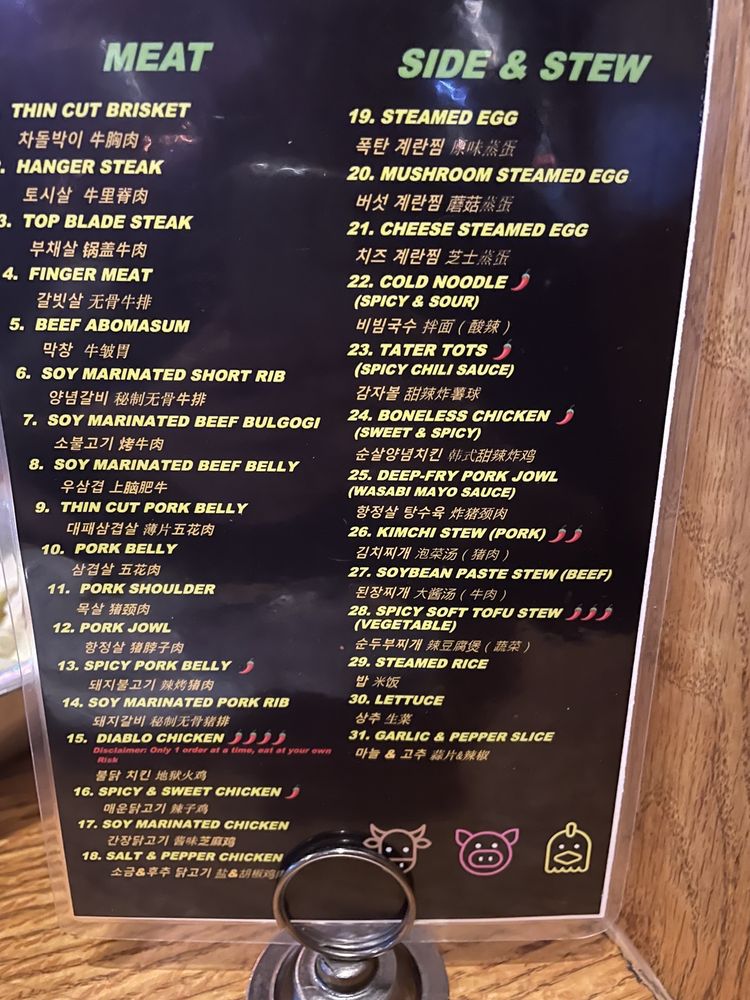 MEAT
THIN CUT BRISKET
차돌박이 牛胸肉
2. HANGER STEAK
토시살 牛里脊肉
3. TOP BLADE STEAK
부채살 锅盖牛肉
4. FINGER MEAT
갈빗살 无骨牛排
5. BEEF ABOMASUM
막창 牛皱胃
6. SOY MARINATED SHORT RIB
양념갈비 秘制无骨牛排
7. SOY MARINATED BEEF BULGOGI
소불고기 烤牛肉
8. SOY MARINATED BEEF BELLY
우삼겹 上脑肥牛
9. THIN CUT PORK BELLY
대패삼겹살 薄片五花肉
10. PORK BELLY
삼겹살 五花肉
11. PORK SHOULDER
목살 猪颈肉
12. PORK JOWL
항정살 猪脖子肉
13. SPICY PORK BELLY 🌶️
돼지불고기 辣烤猪肉
14. SOY MARINATED PORK RIB
돼지갈비 秘制无骨猪排
15. DIABLO CHICKEN 🌶️🌶️🌶️🌶️
Disclaimer: Only 1 order at a time, eat at your own
Risk
불닭 치킨 地狱火鸡
16. SPICY & SWEET CHICKEN 🌶️
매운닭고기 辣子鸡
17. SOY MARINATED CHICKEN
간장닭고기 酱味芝麻鸡
18. SALT & PEPPER CHICKEN
소금&후추 닭고기 盐&胡椒鸡肉
SIDE & STEW
19. STEAMED EGG
폭탄 계란찜 原味蒸蛋
20. MUSHROOM STEAMED EGG
버섯 계란찜 蘑菇蒸蛋
21. CHEESE STEAMED EGG
치즈 계란찜 芝士蒸蛋
22. COLD NOODLE 🌶️
(SPICY & SOUR)
비빔국수 拌面（酸辣）
23. TATER TOTS 🌶️
(SPICY CHILI SAUCE)
감자볼 甜辣炸薯球
24. BONELESS CHICKEN 🌶️
(SWEET & SPICY)
순살양념치킨 韩式甜辣炸鸡
25. DEEP-FRY PORK JOWL
(WASABI MAYO SAUCE)
항정살 탕수육 炸猪颈肉
26. KIMCHI STEW (PORK) 🌶️🌶️
김치찌개 泡菜汤（猪肉）
27. SOYBEAN PASTE STEW (BEEF)
된장찌개 大酱汤（牛肉）
28. SPICY SOFT TOFU STEW 🌶️🌶️🌶️
(VEGETABLE)
순두부찌개 辣豆腐煲（蔬菜）
29. STEAMED RICE
밥 米饭
30. LETTUCE
상추 生菜
31. GARLIC & PEPPER SLICE
마늘 & 고추 蒜片&辣椒